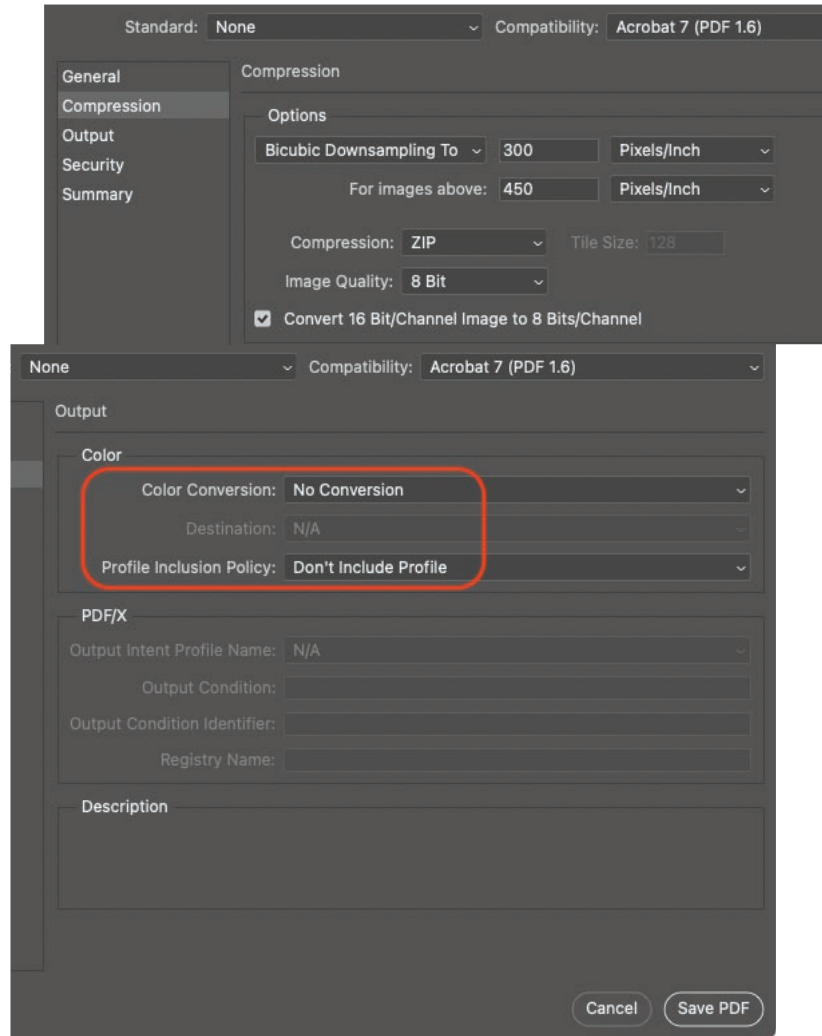 Standard: None Compatibility: Acrobat 7 (PDF 1.6)
General
Compression
Output
Security
Summary
Compression
Options
Bicubic Downsampling To 300 Pixels/Inch
For images above: 450 Pixels/Inch
Compression: ZIP Tile Size: 128
Image Quality: 8 Bit
Convert 16 Bit/Channel Image to 8 Bits/Channel
None Compatibility: Acrobat 7 (PDF 1.6)
Output
Color
Color Conversion: No Conversion
Destination: N/A
Profile Inclusion Policy: Don't Include Profile
PDF/X
Output Intent Profile Name: N/A
Output Condition:
Output Condition Identifier:
Registry Name:
Description
Cancel Save PDF